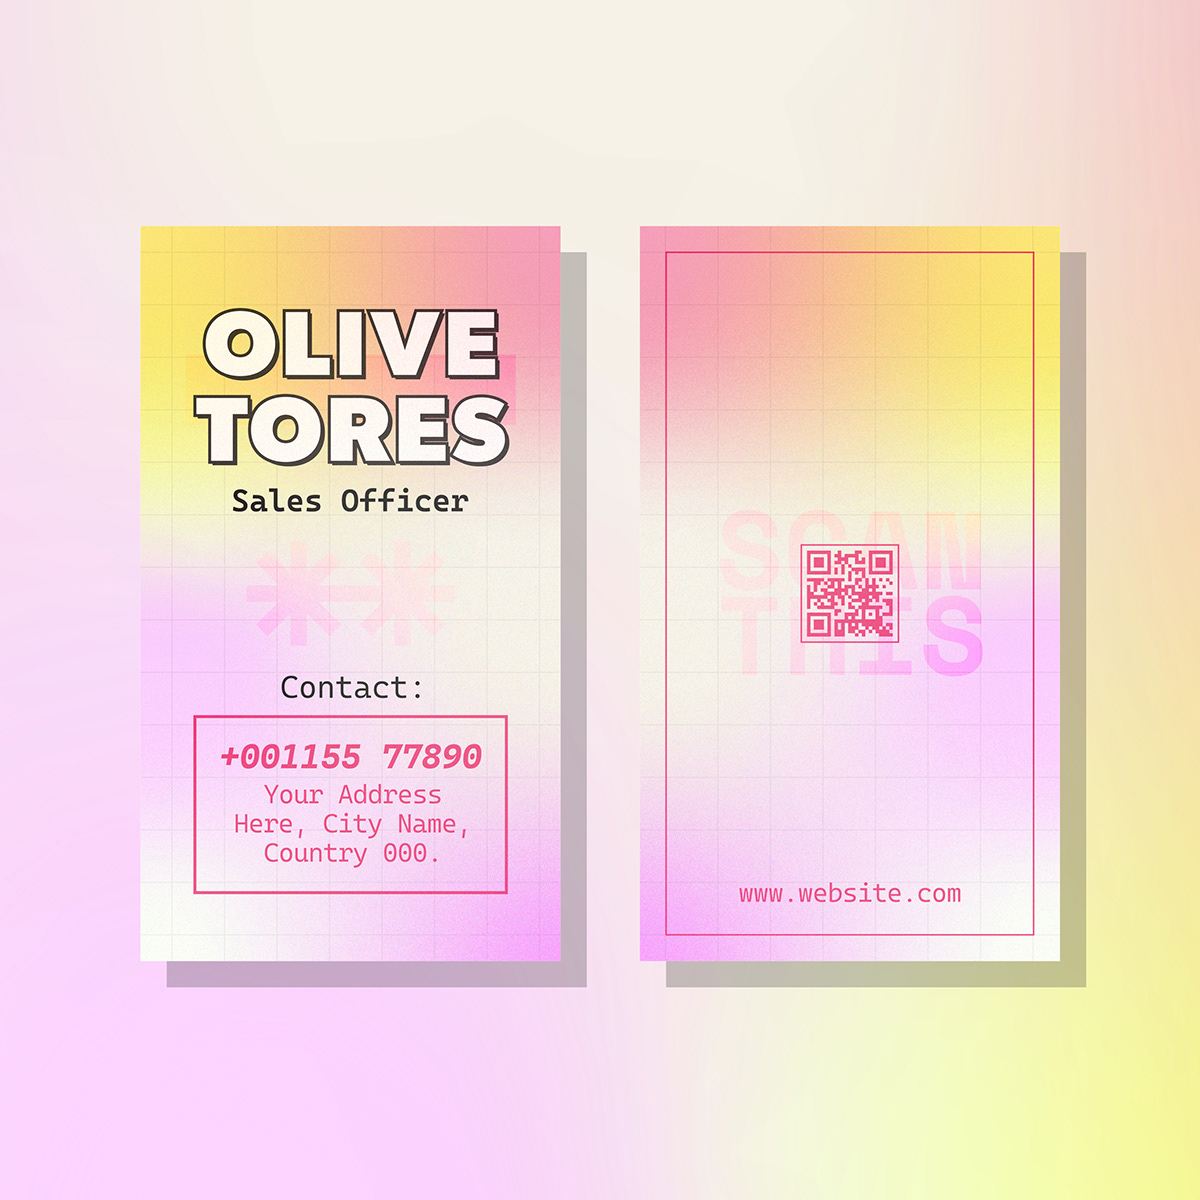 OLIVE
TORES
Sales Officer
Contact:
+001155 77890
Your Address
Here, City Name,
Country 000.
SCAN
THIS
www.website.com